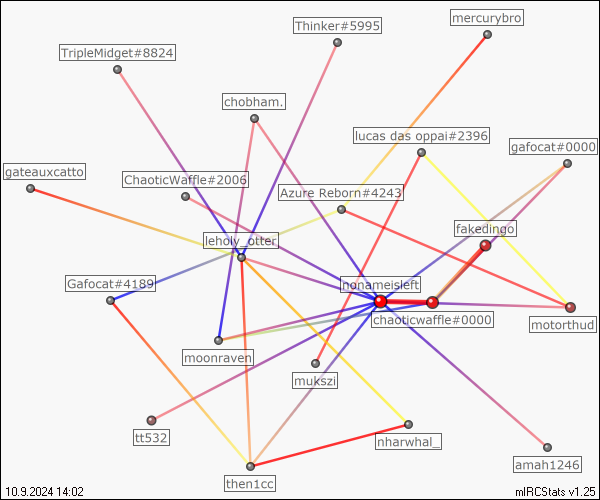 mercurybro
Thinker#5995
TripleMidget#8824
chobham.
lucas das oppai#2396
gafocat#0000
gateauxcatto
ChaoticWaffle#2006
Azure Reborn#4243
fakedingo
leholy_otter
Gafocat#4189
nonameisleft
chaoticwaffle#0000
motorthud
moonraven
mukszi
tt532
nharwhal_
amah1246
then1cc
10.9.2024 14:02
mIRCStats v1.25